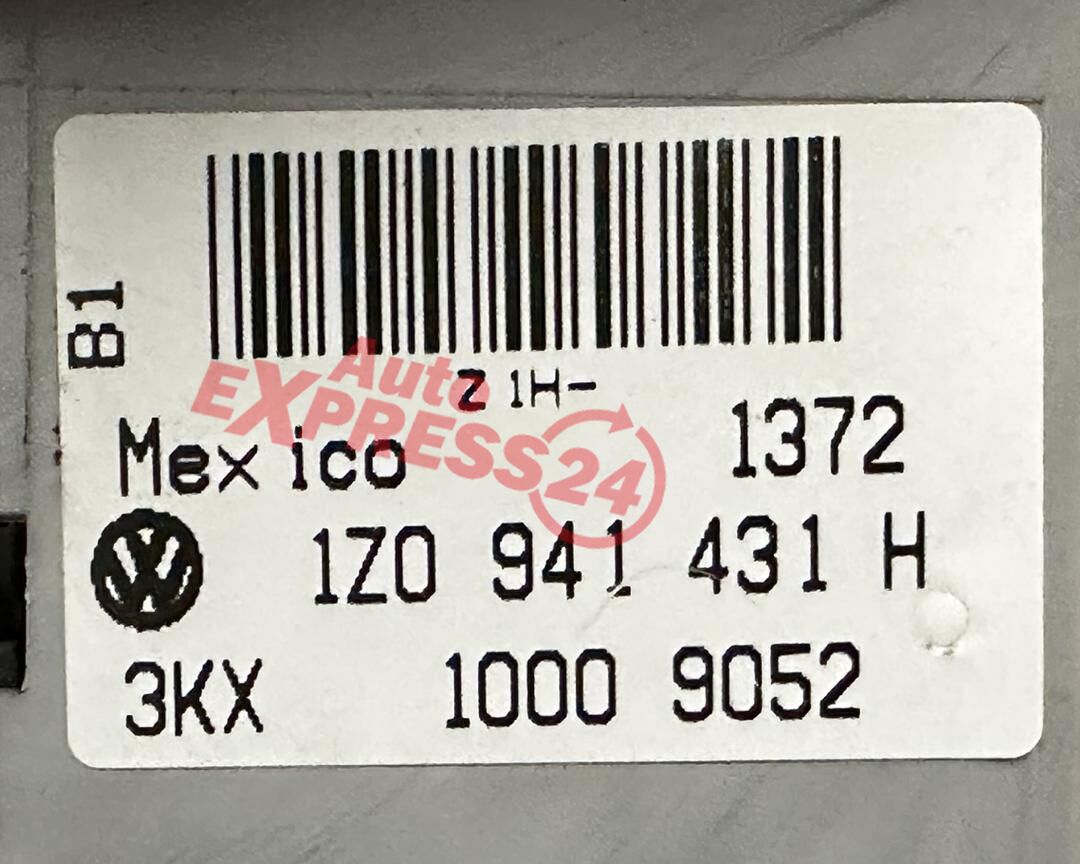 B1
Z 1H-
Auto
EXPRESS24
Mexico 1372
1Z0 941 431 H
3KX 1000 9052